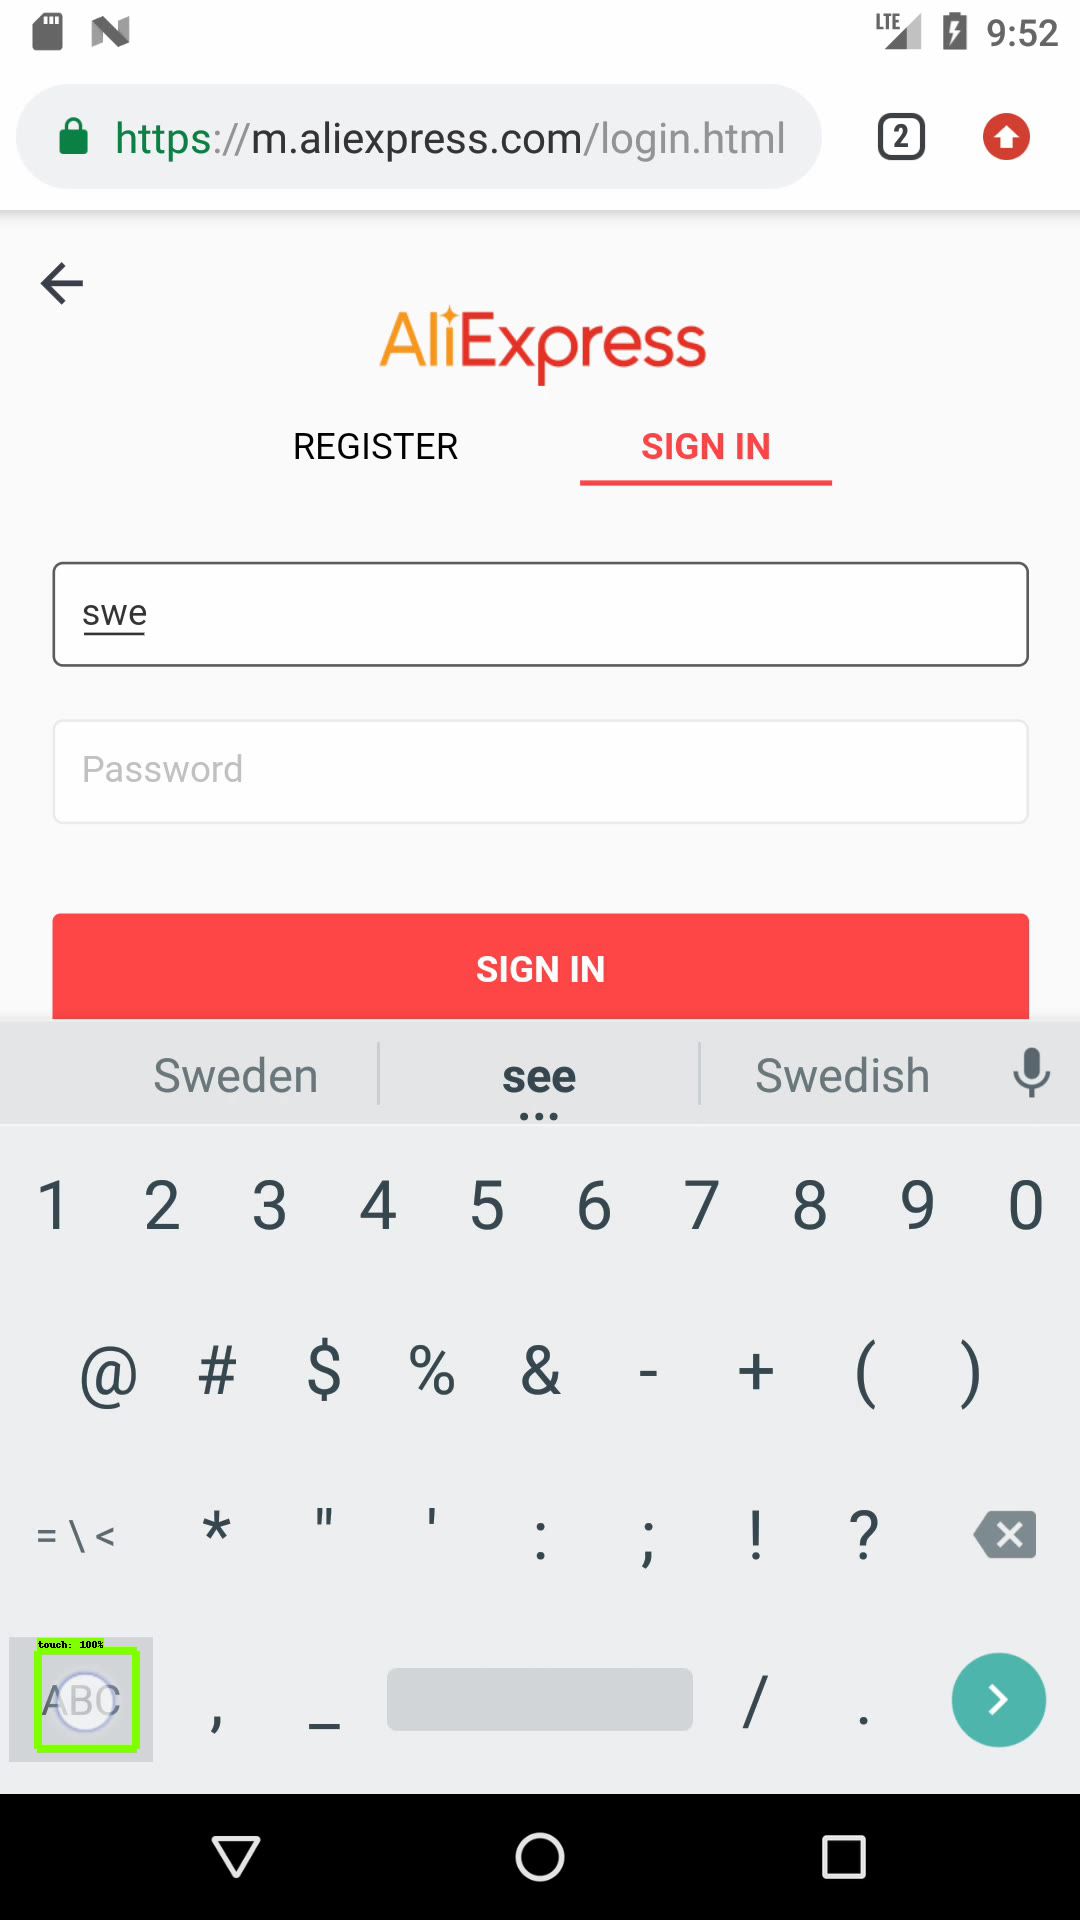 LTE 9:52
https://m.aliexpress.com/login.html 2
AliExpress
REGISTER SIGN IN
swe
Password
SIGN IN
Sweden see Swedish
1 2 3 4 5 6 7 8 9 0
@ # $ % & - + ( )
= \ < * " ' : ; ! ?
touch: 100%
ABC , _ / .